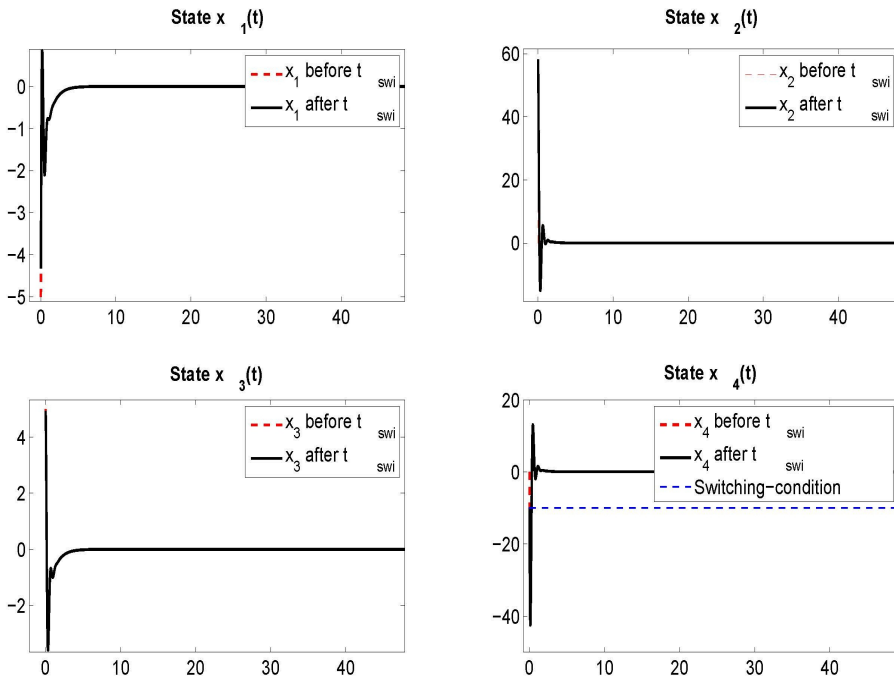 State x 1(t)
x1 before t swi
x1 after t swi
0
−1
−2
−3
−4
−5
0 10 20 30 40
State x 2(t)
x2 before t swi
x2 after t swi
60
40
20
0
0 10 20 30 40
State x 3(t)
x3 before t swi
x3 after t swi
4
2
0
−2
0 10 20 30 40
State x 4(t)
x4 before t swi
x4 after t swi
Switching−condition
20
0
−20
−40
0 10 20 30 40